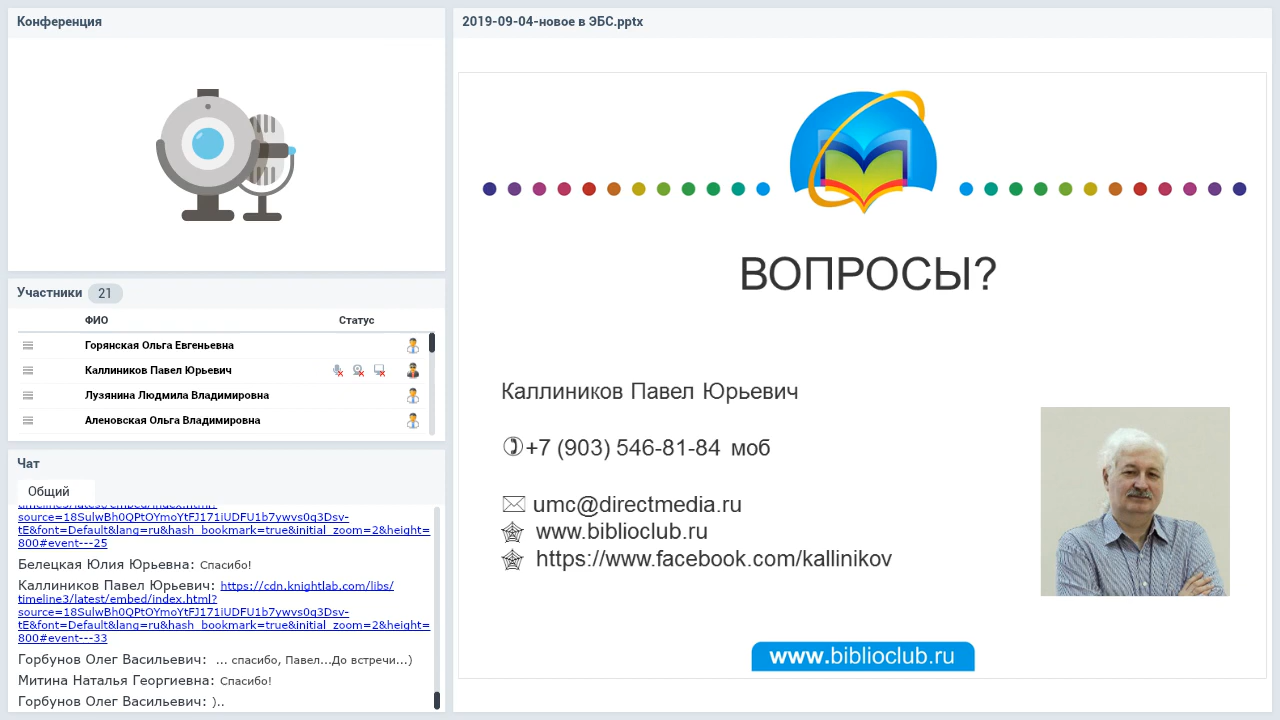 Конференция
Участники 21
ФИО Статус
Горянская Ольга Евгеньевна
Каллиников Павел Юрьевич
Лузянина Людмила Владимировна
Аленовская Ольга Владимировна
Чат
Общий
timeline3/latest/embed/index.html?
source=18SulwBh0QPtOYmoYtFJ171iUDFU1b7ywvs0g3Dsv-
tE&font=Default&lang=ru&hash_bookmark=true&initial_zoom=2&height=
800#event---25
Белецкая Юлия Юрьевна: Спасибо!
Каллиников Павел Юрьевич: https://cdn.knightlab.com/libs/
timeline3/latest/embed/index.html?
source=18SulwBh0QPtOYmoYtFJ171iUDFU1b7ywvs0g3Dsv-
tE&font=Default&lang=ru&hash_bookmark=true&initial_zoom=2&height=
800#event---33
Горбунов Олег Васильевич: ... спасибо, Павел...До встречи...)
Митина Наталья Георгиевна: Спасибо!
Горбунов Олег Васильевич: )..
2019-09-04-новое в ЭБС.pptx
ВОПРОСЫ?
Каллиников Павел Юрьевич
✆+7 (903) 546-81-84 моб
umc@directmedia.ru
www.biblioclub.ru
https://www.facebook.com/kallinikov
www.biblioclub.ru